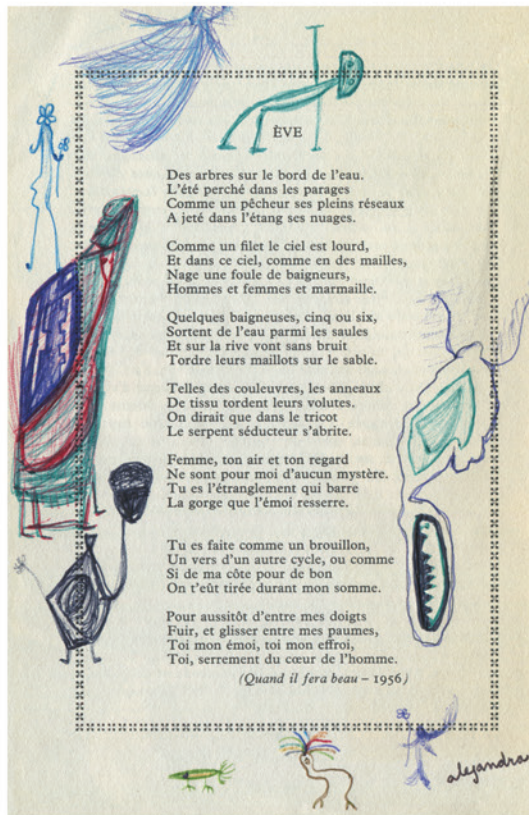 ÈVE
Des arbres sur le bord de l'eau.
L'été perché dans les parages
Comme un pêcheur ses pleins réseaux
A jeté dans l'étang ses nuages.
Comme un filet le ciel est lourd,
Et dans ce ciel, comme en des mailles,
Nage une foule de baigneurs,
Hommes et femmes et marmaille.
Quelques baigneuses, cinq ou six,
Sortent de l'eau parmi les saules
Et sur la rive vont sans bruit
Tordre leurs maillots sur le sable.
Telles des couleuvres, les anneaux
De tissu tordent leurs volutes.
On dirait que dans le tricot
Le serpent séducteur s'abrite.
Femme, ton air et ton regard
Ne sont pour moi d'aucun mystère.
Tu es l'étranglement qui barre
La gorge que l'émoi resserre.
Tu es faite comme un brouillon,
Un vers d'un autre cycle, ou comme
Si de ma côte pour de bon
On t'eût tirée durant mon somme.
Pour aussitôt d'entre mes doigts
Fuir, et glisser entre mes paumes,
Toi mon émoi, toi mon effroi,
Toi, serrement du cœur de l'homme.
(Quand il fera beau – 1956)
alejandra